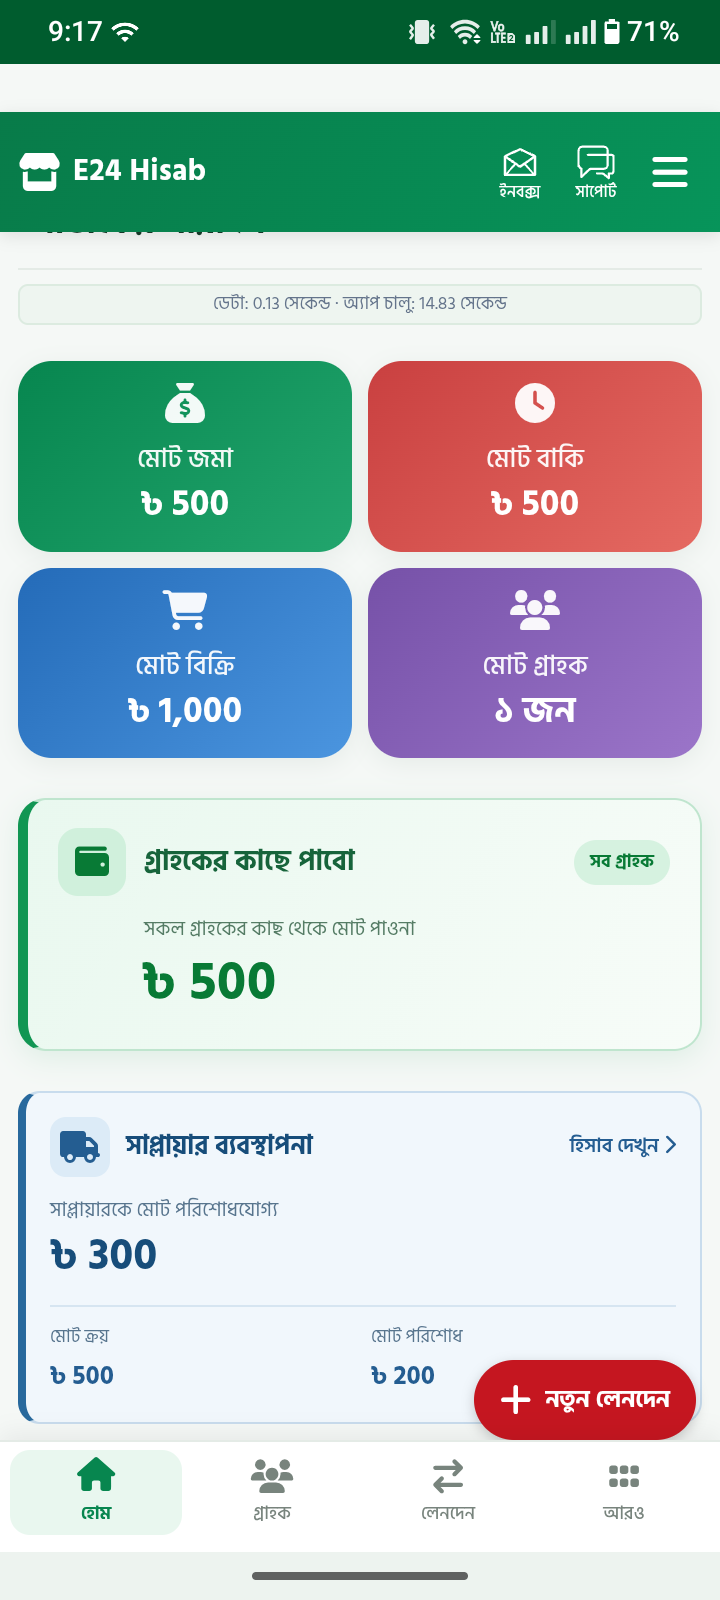 9:17
Vo
LTE2
71%
E24 Hisab
ইনবক্স
সাপোর্ট
ডেটা: 0.13 সেকেন্ড · অ্যাপ চালু: 14.83 সেকেন্ড
মোট জমা
৳ 500
মোট বাকি
৳ 500
মোট বিক্রি
৳ 1,000
মোট গ্রাহক
১ জন
গ্রাহকের কাছে পাবো
সব গ্রাহক
সকল গ্রাহকের কাছ থেকে মোট পাওনা
৳ 500
সাপ্লায়ার ব্যবস্থাপনা
হিসাব দেখুন
সাপ্লায়ারকে মোট পরিশোধযোগ্য
৳ 300
মোট ক্রয়
মোট পরিশোধ
৳ 500
৳ 200
নতুন লেনদেন
হোম
গ্রাহক
লেনদেন
আরও